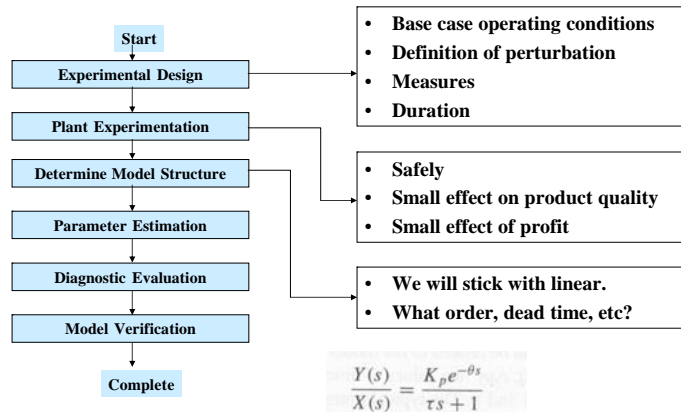 Start
Experimental Design
Plant Experimentation
Determine Model Structure
Parameter Estimation
Diagnostic Evaluation
Model Verification
Complete
• Base case operating conditions
• Definition of perturbation
• Measures
• Duration
• Safely
• Small effect on product quality
• Small effect of profit
• We will stick with linear.
• What order, dead time, etc?
Y(s)/X(s) = K_p e^{-θs}/(τs + 1)